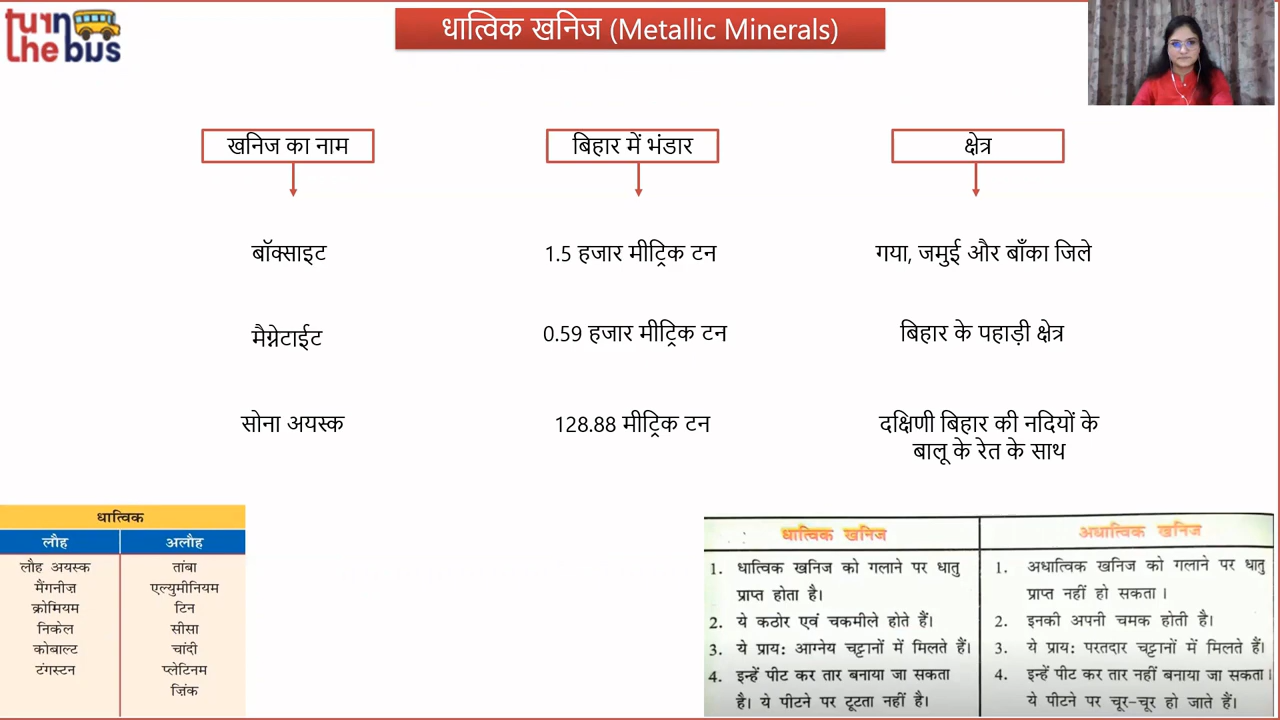 turn
the bus
धात्विक खनिज (Metallic Minerals)
खनिज का नाम
बिहार में भंडार
क्षेत्र
बॉक्साइट
1.5 हजार मीट्रिक टन
गया, जमुई और बाँका जिले
मैग्नेटाईट
0.59 हजार मीट्रिक टन
बिहार के पहाड़ी क्षेत्र
सोना अयस्क
128.88 मीट्रिक टन
दक्षिणी बिहार की नदियों के
बालू के रेत के साथ
धात्विक
लौह
अलौह
लौह अयस्क
तांबा
मैंगनीज़
एल्युमीनियम
क्रोमियम
टिन
निकेल
सीसा
कोबाल्ट
चांदी
टंगस्टन
प्लेटिनम
ज़िंक
धात्विक खनिज
1. धात्विक खनिज को गलाने पर धातु
प्राप्त होता है।
2. ये कठोर एवं चकमीले होते हैं।
3. ये प्राय: आग्नेय चट्टानों में मिलते हैं।
4. इन्हें पीट कर तार बनाया जा सकता
है। ये पीटने पर टूटता नहीं है।
अधात्विक खनिज
1. अधात्विक खनिज को गलाने पर धातु
प्राप्त नहीं हो सकता।
2. इनकी अपनी चमक होती है।
3. ये प्राय: परतदार चट्टानों में मिलते हैं।
4. इन्हें पीट कर तार नहीं बनाया जा सकता।
ये पीटने पर चूर-चूर हो जाते हैं।